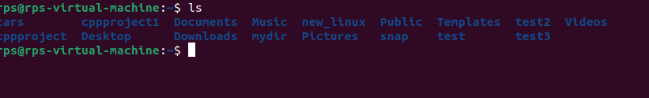 rps@rps-virtual-machine:~$ ls
cars cppproject1 Documents Music new_linux Public Templates test2 Videos
cppproject Desktop Downloads mydir Pictures snap test test3
rps@rps-virtual-machine:~$